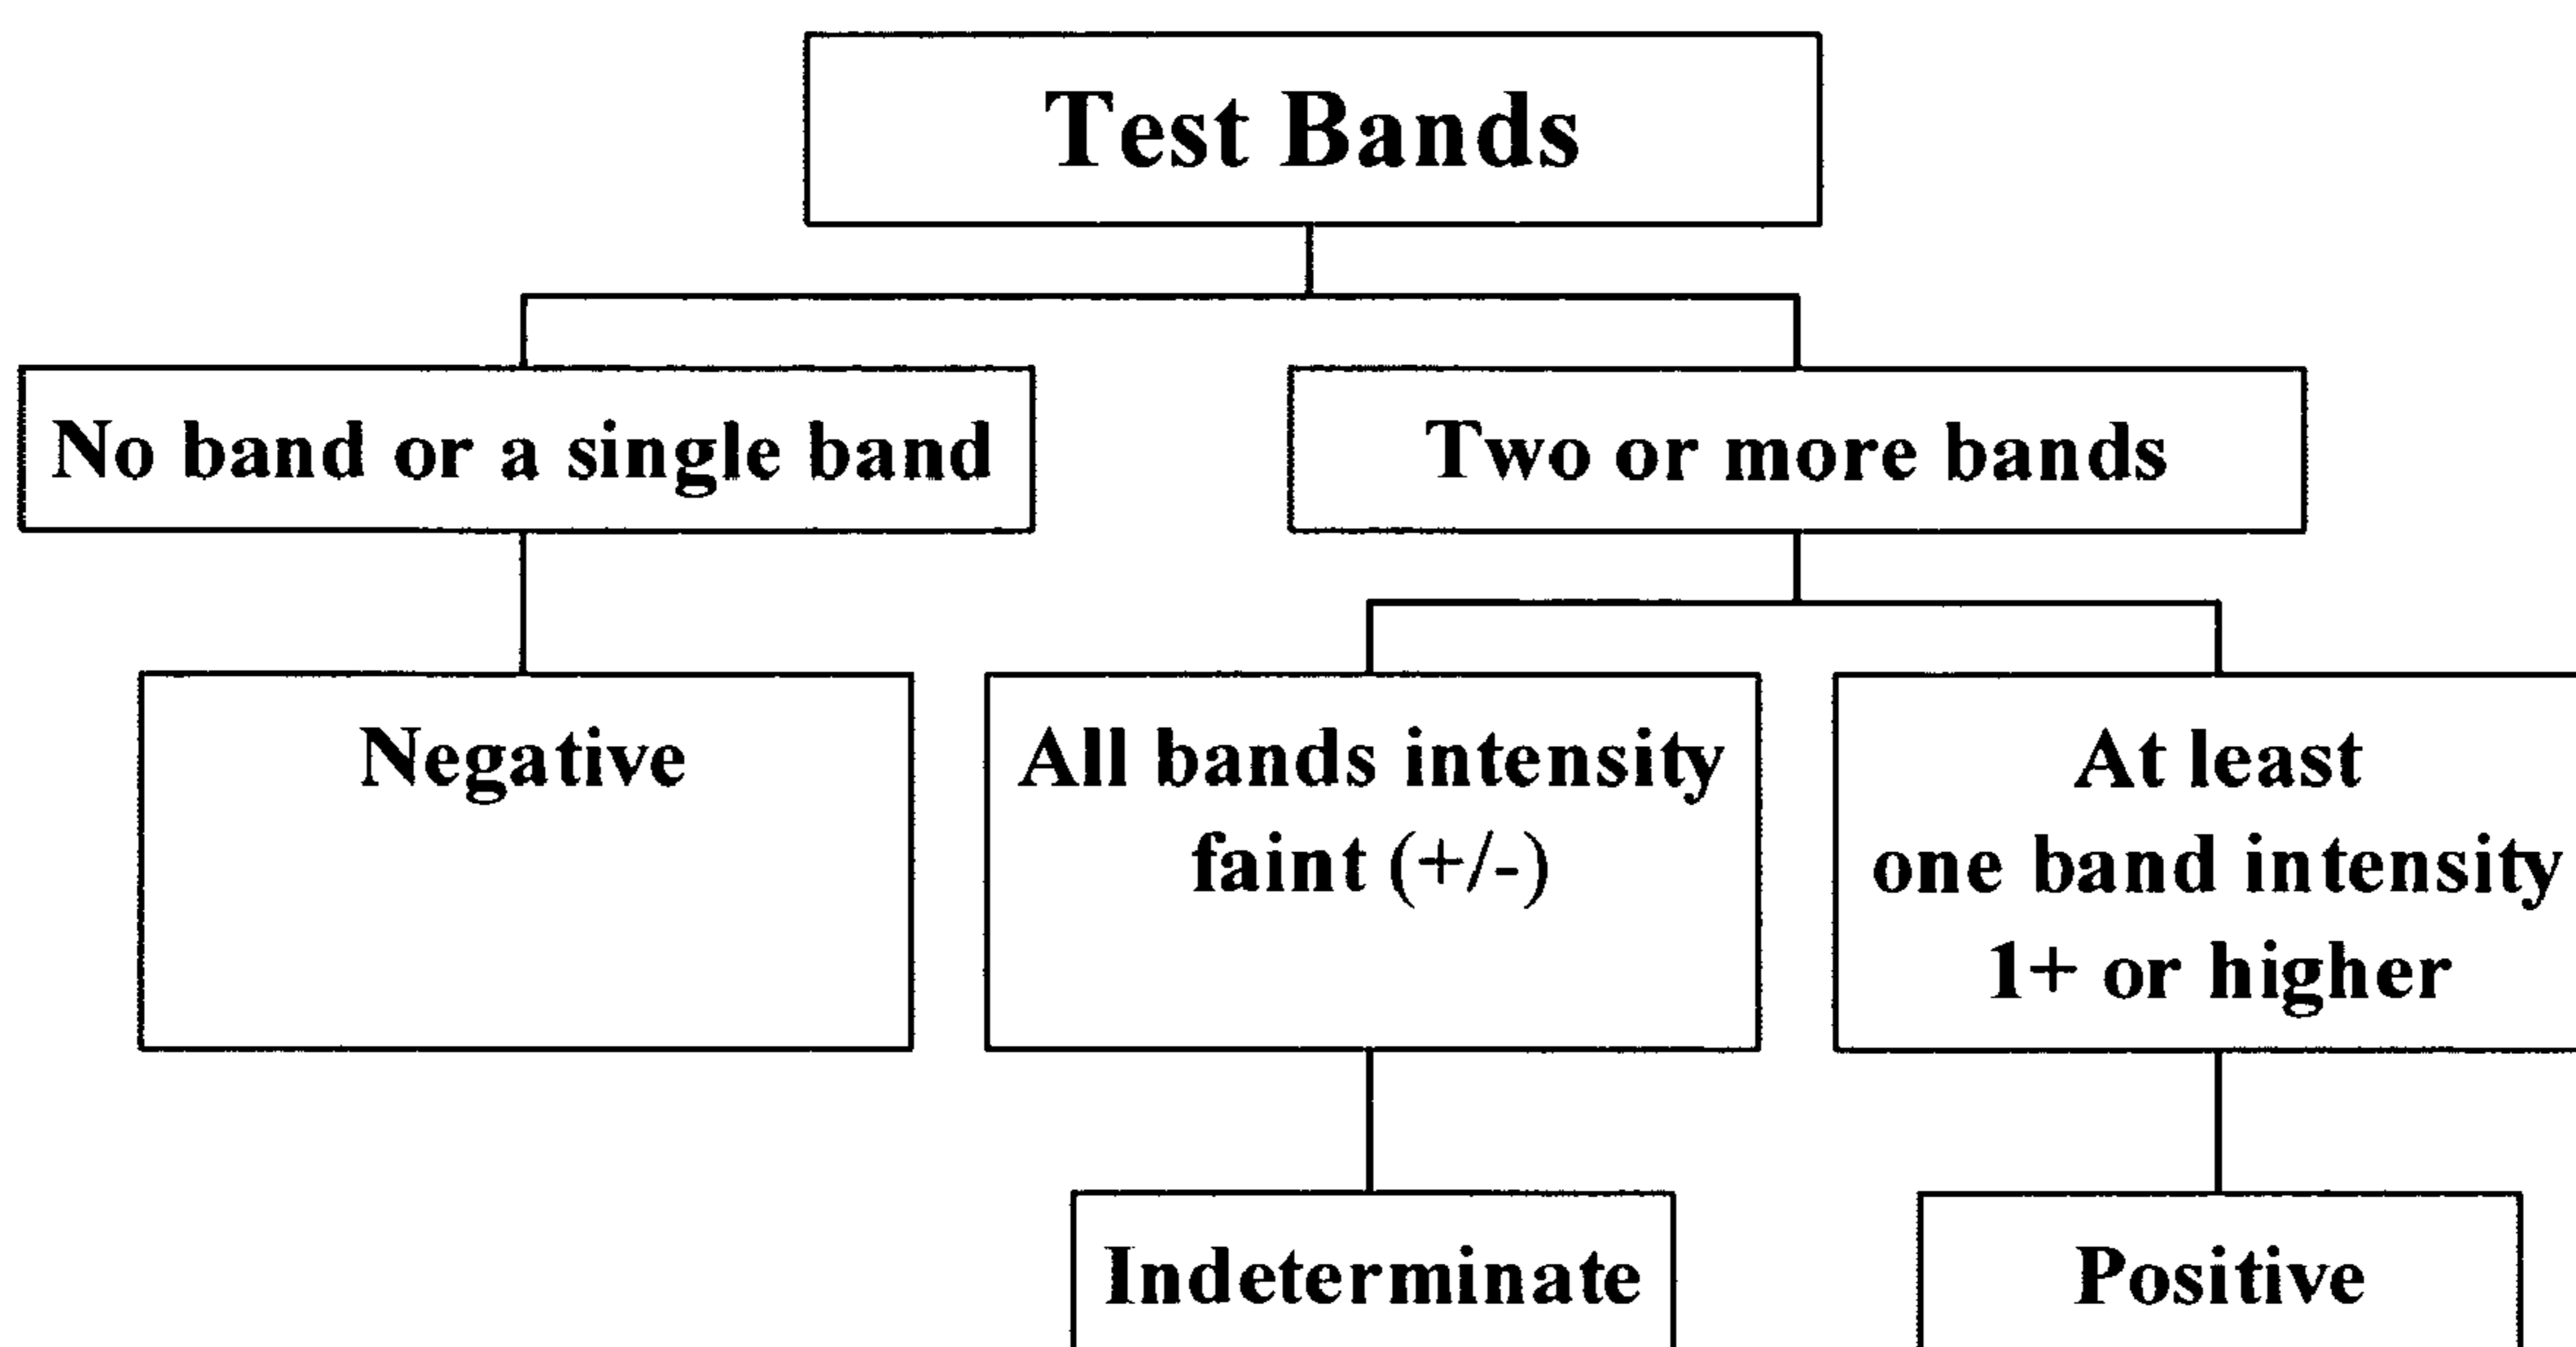 Test Bands
No band or a single band
Two or more bands
Negative
All bands intensity
faint (+/-)
At least
one band intensity
1+ or higher
Indeterminate
Positive